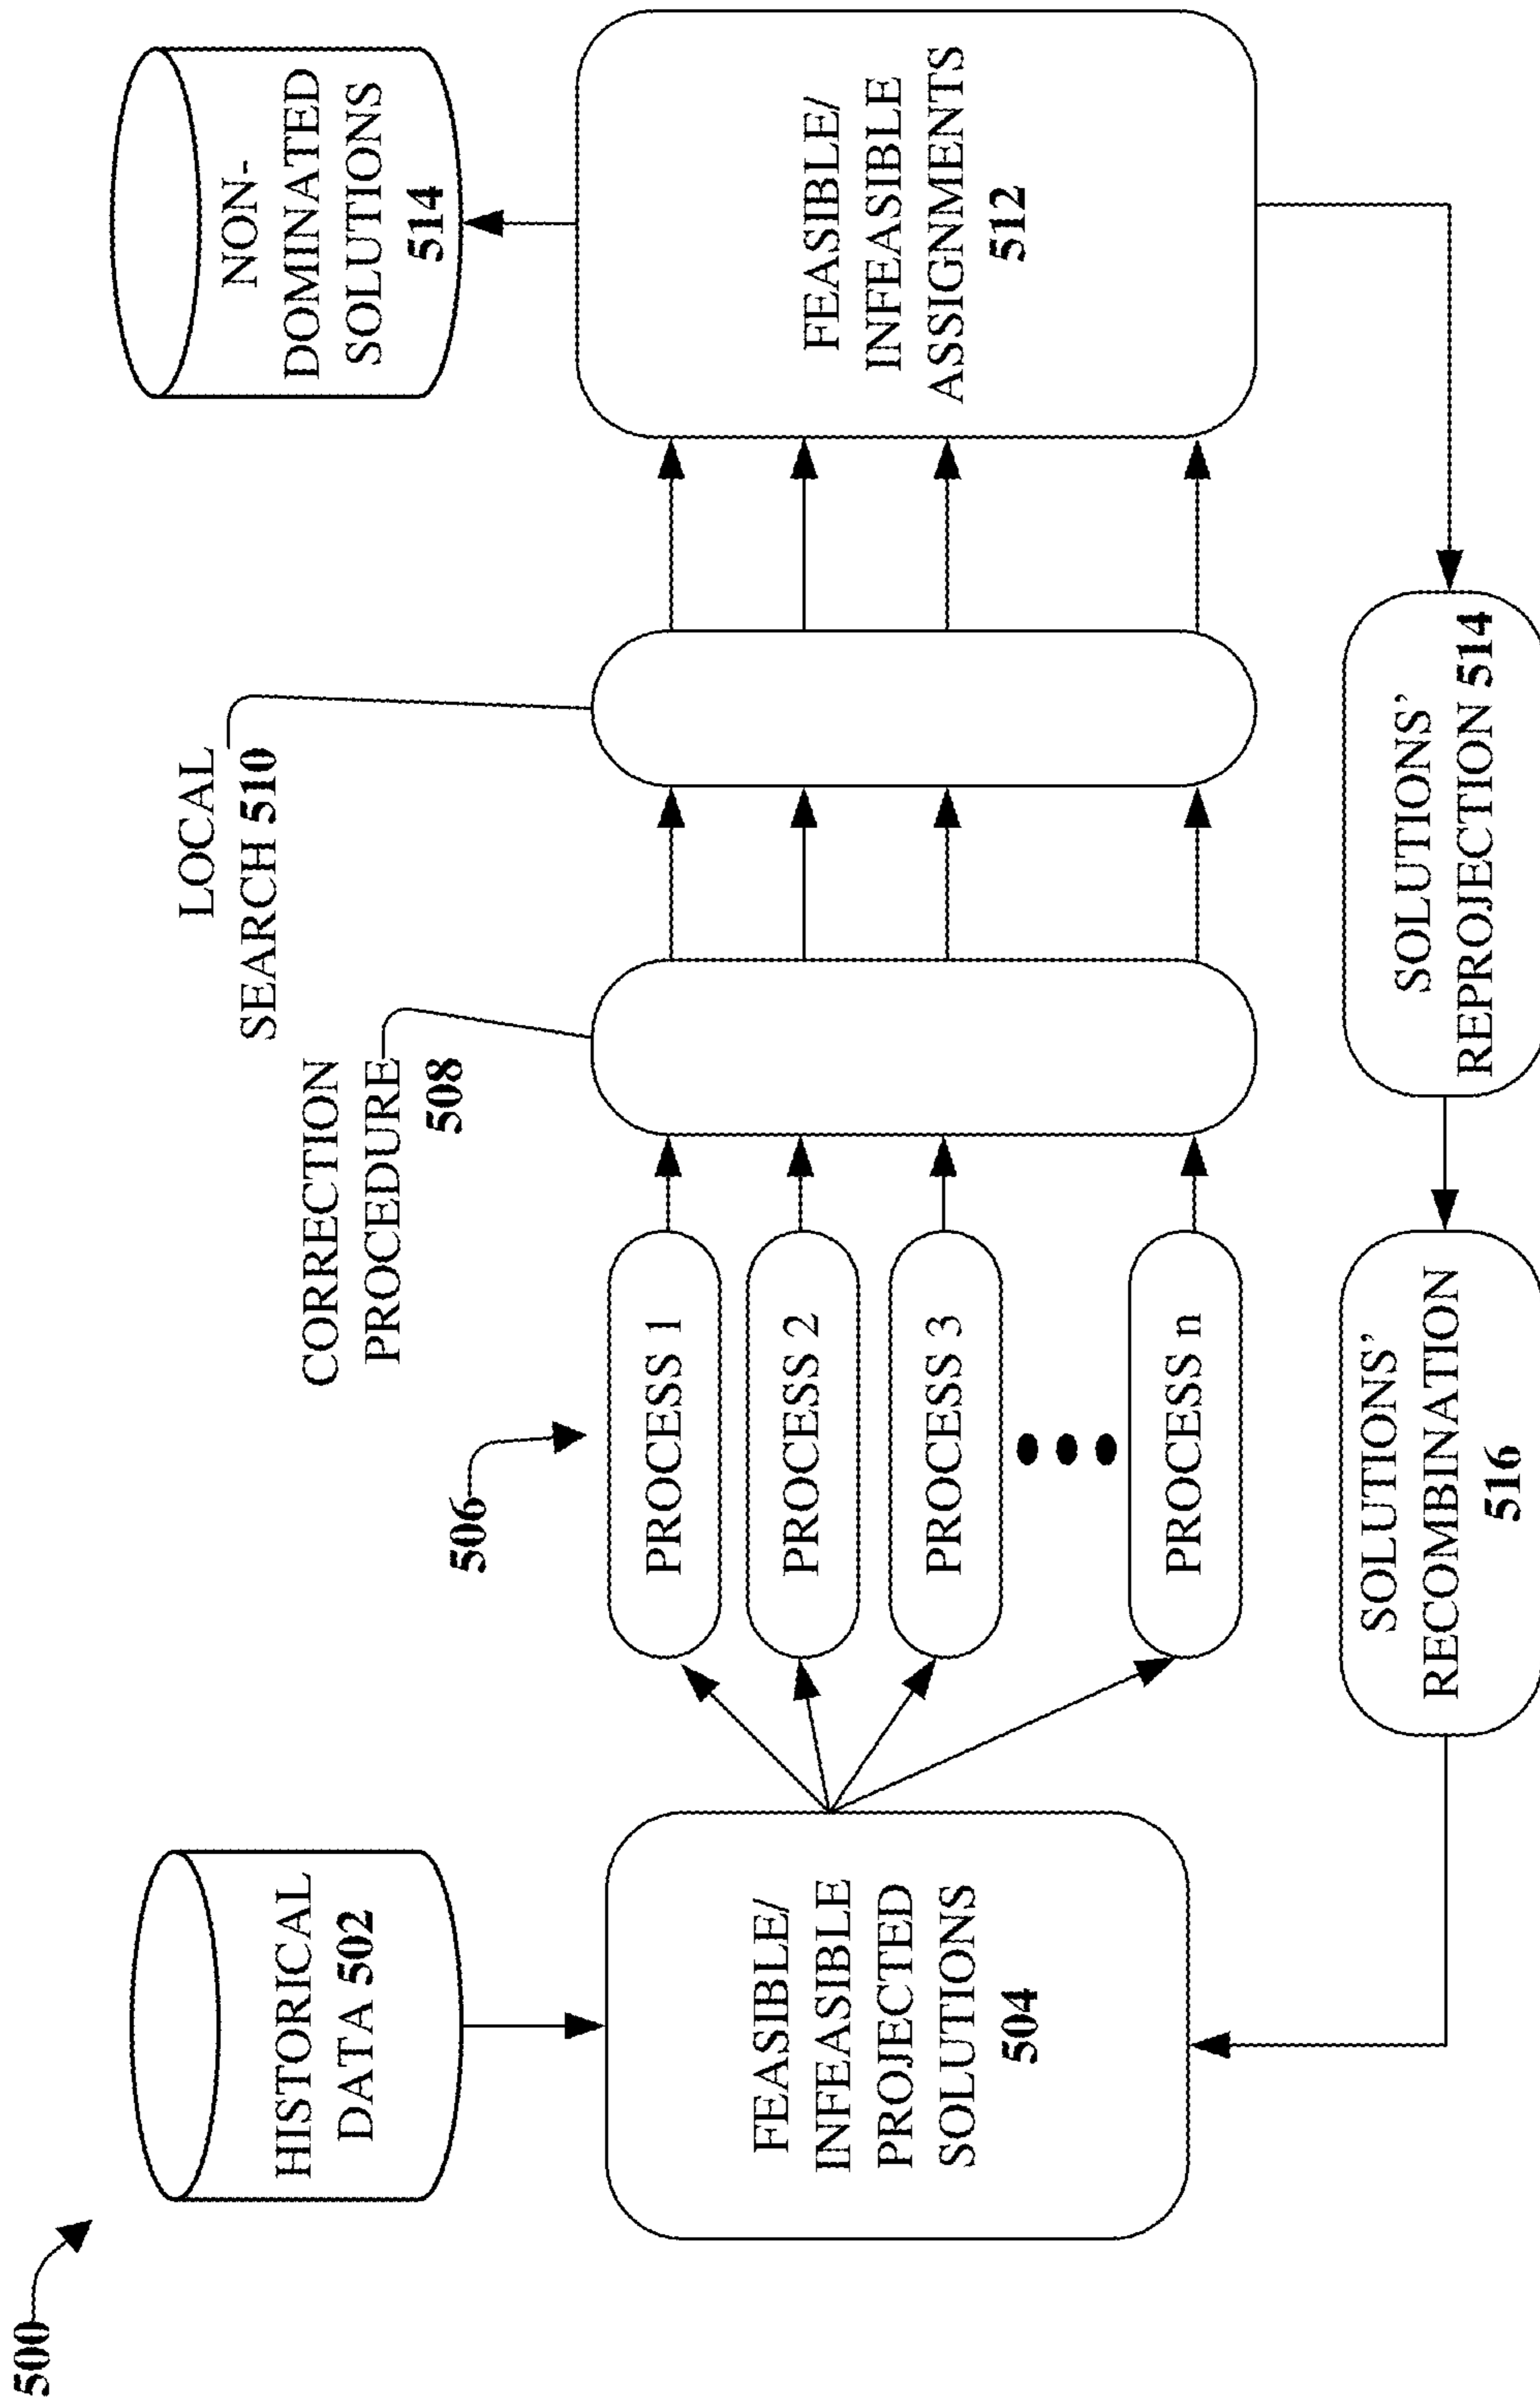 500
HISTORICAL
DATA 502
FEASIBLE/
INFEASIBLE
PROJECTED
SOLUTIONS
504
506
PROCESS 1
PROCESS 2
PROCESS 3
PROCESS n
CORRECTION
PROCEDURE
508
LOCAL
SEARCH 510
FEASIBLE/
INFEASIBLE
ASSIGNMENTS
512
NON-
DOMINATED
SOLUTIONS
514
SOLUTIONS’
REPROJECTION 514
SOLUTIONS’
RECOMBINATION
516